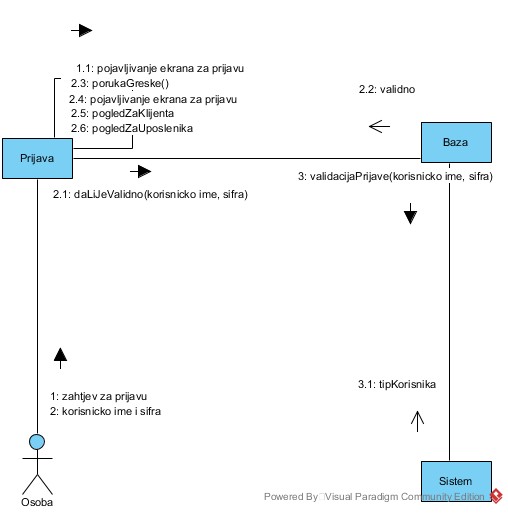 1.1: pojavljivanje ekrana za prijavu
2.3: porukaGreske()
2.4: pojavljivanje ekrana za prijavu
2.5: pogledZaKlijenta
2.6: pogledZaUposlenika
2.2: validno
Prijava
Baza
2.1: daLiJeValidno(korisnicko ime, sifra)
3: validacijaPrijave(korisnicko ime, sifra)
1: zahtjev za prijavu
2: korisnicko ime i sifra
3.1: tipKorisnika
Osoba
Sistem
Powered By Visual Paradigm Community Edition